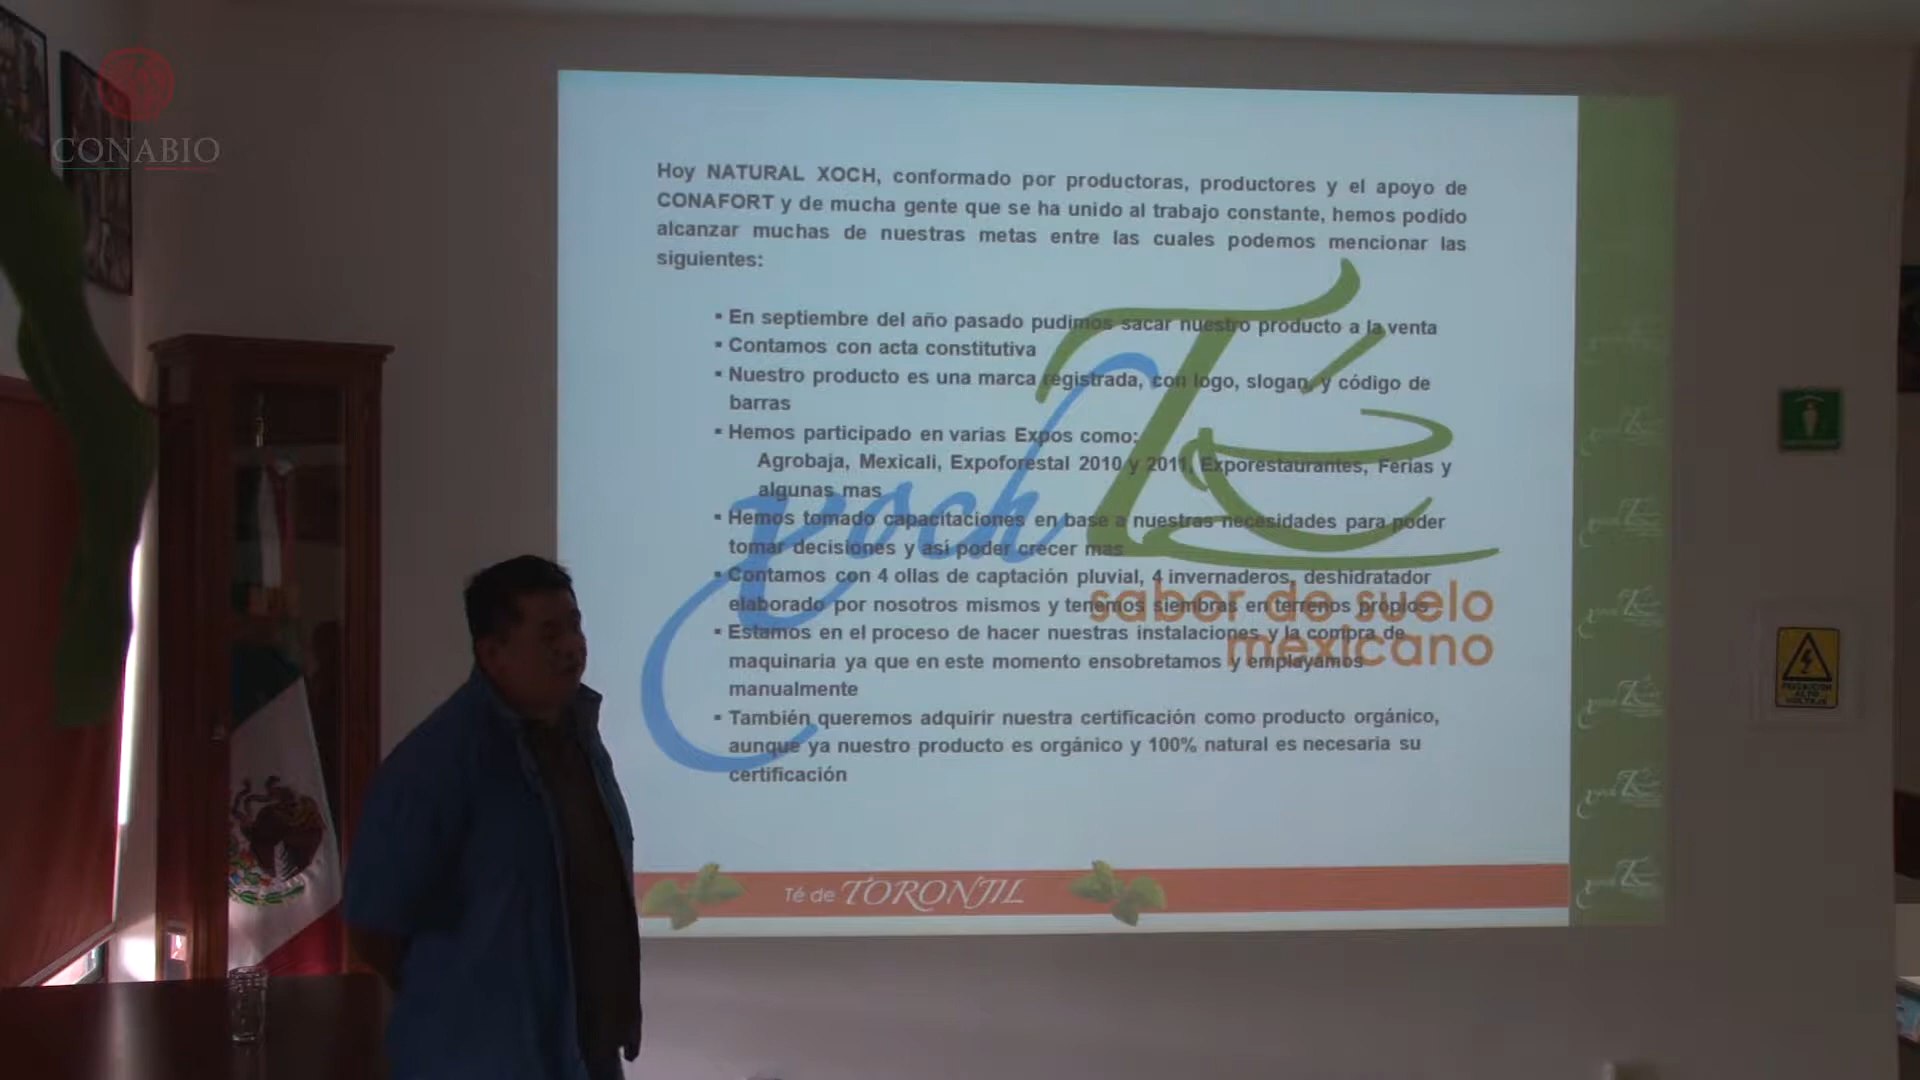 CONABIO
Hoy NATURAL XOCH, conformado por productoras, productores y el apoyo de
CONAFORT y de mucha gente que se ha unido al trabajo constante, hemos podido
alcanzar muchas de nuestras metas entre las cuales podemos mencionar las
siguientes:
▪ En septiembre del año pasado pudimos sacar nuestro producto a la venta
▪ Contamos con acta constitutiva
▪ Nuestro producto es una marca registrada, con logo, slogan, y código de
barras
▪ Hemos participado en varias Expos como:
Agrobaja, Mexicali, Expoforestal 2010 y 2011, Exporestaurantes, Ferias y
algunas mas
▪ Hemos tomado capacitaciones en base a nuestras necesidades para poder
tomar decisiones y así poder crecer mas
▪ Contamos con 4 ollas de captación pluvial, 4 invernaderos, deshidratador
elaborado por nosotros mismos y tenemos siembras en terrenos propios
▪ Estamos en el proceso de hacer nuestras instalaciones y la compra de
maquinaria ya que en este momento ensobretamos y emplayamos
manualmente
▪ También queremos adquirir nuestra certificación como producto orgánico,
aunque ya nuestro producto es orgánico y 100% natural es necesaria su
certificación
xoch Té
sabor de suelo
mexicano
Té de TORONJIL
PRECAUCION
ALTO
VOLTAJE